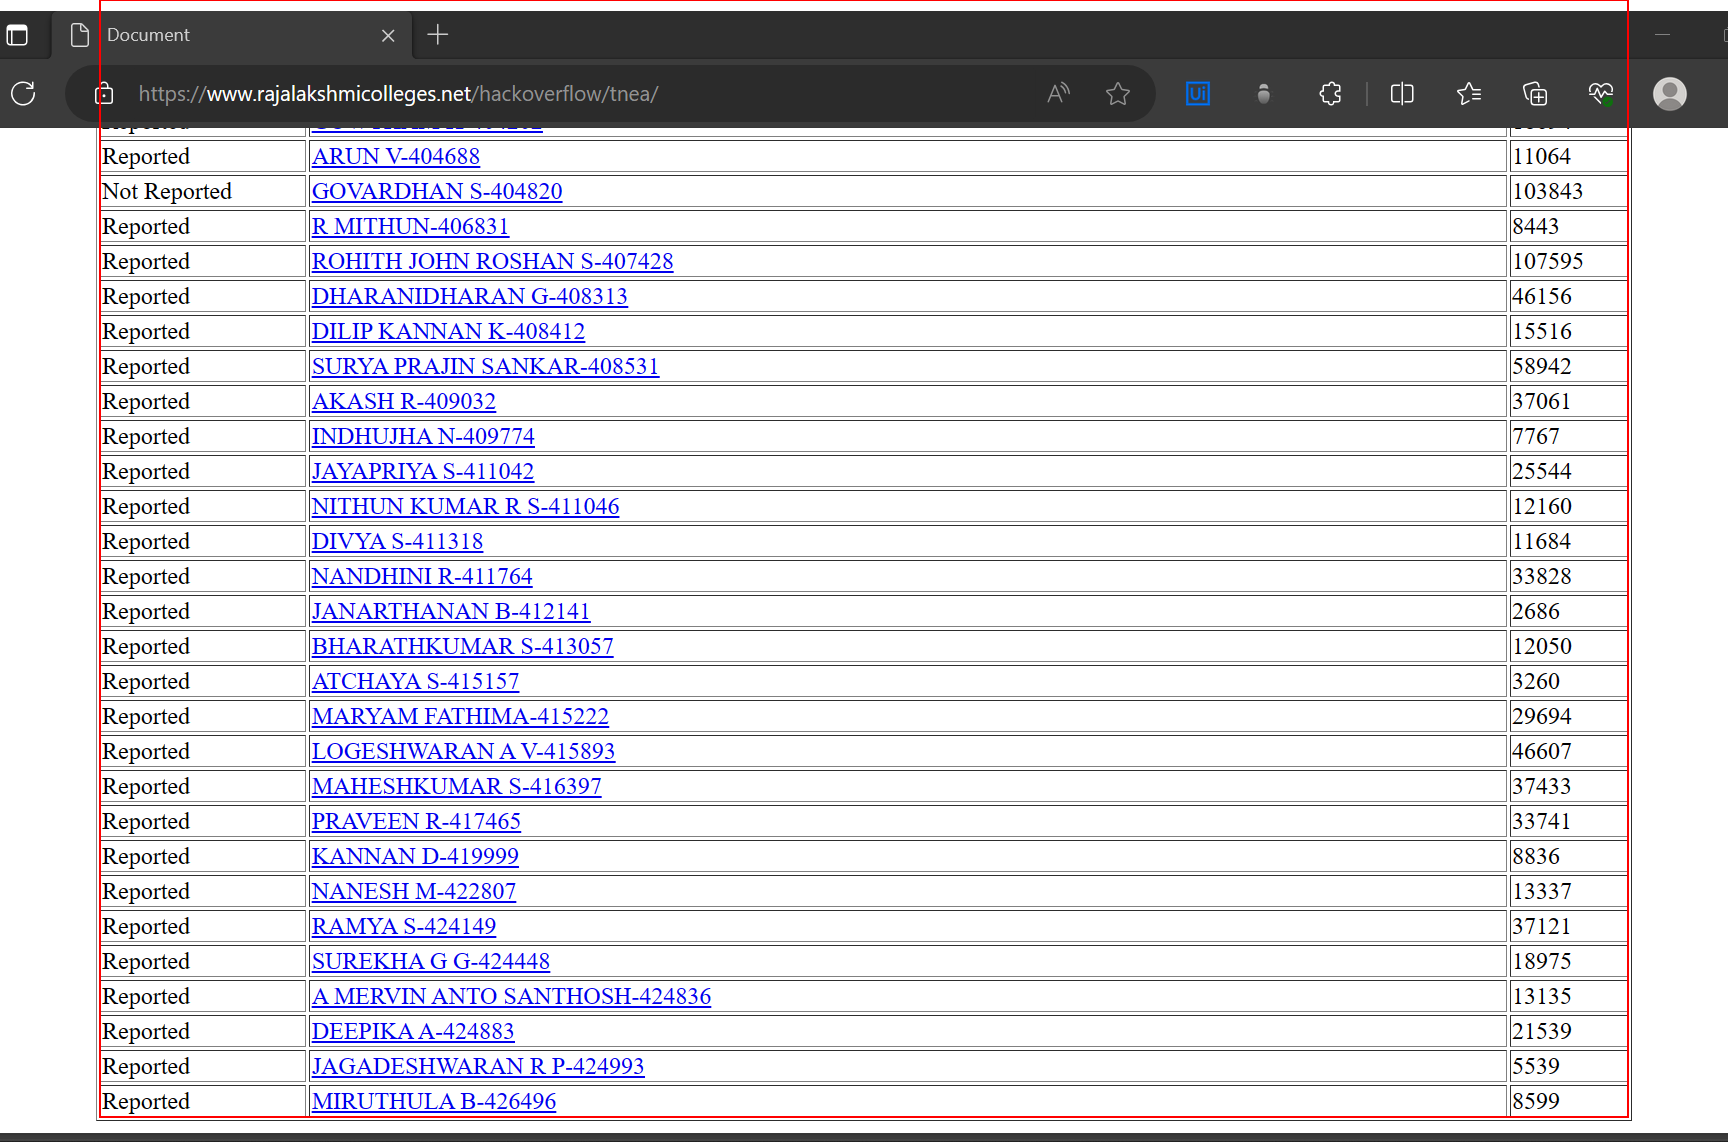 Document
https://www.rajalakshmicolleges.net/hackoverflow/tnea/
Reported ARUN V-404688 11064
Not Reported GOVARDHAN S-404820 103843
Reported R MITHUN-406831 8443
Reported ROHITH JOHN ROSHAN S-407428 107595
Reported DHARANIDHARAN G-408313 46156
Reported DILIP KANNAN K-408412 15516
Reported SURYA PRAJIN SANKAR-408531 58942
Reported AKASH R-409032 37061
Reported INDHUJHA N-409774 7767
Reported JAYAPRIYA S-411042 25544
Reported NITHUN KUMAR R S-411046 12160
Reported DIVYA S-411318 11684
Reported NANDHINI R-411764 33828
Reported JANARTHANAN B-412141 2686
Reported BHARATHKUMAR S-413057 12050
Reported ATCHAYA S-415157 3260
Reported MARYAM FATHIMA-415222 29694
Reported LOGESHWARAN A V-415893 46607
Reported MAHESHKUMAR S-416397 37433
Reported PRAVEEN R-417465 33741
Reported KANNAN D-419999 8836
Reported NANESH M-422807 13337
Reported RAMYA S-424149 37121
Reported SUREKHA G G-424448 18975
Reported A MERVIN ANTO SANTHOSH-424836 13135
Reported DEEPIKA A-424883 21539
Reported JAGADESHWARAN R P-424993 5539
Reported MIRUTHULA B-426496 8599